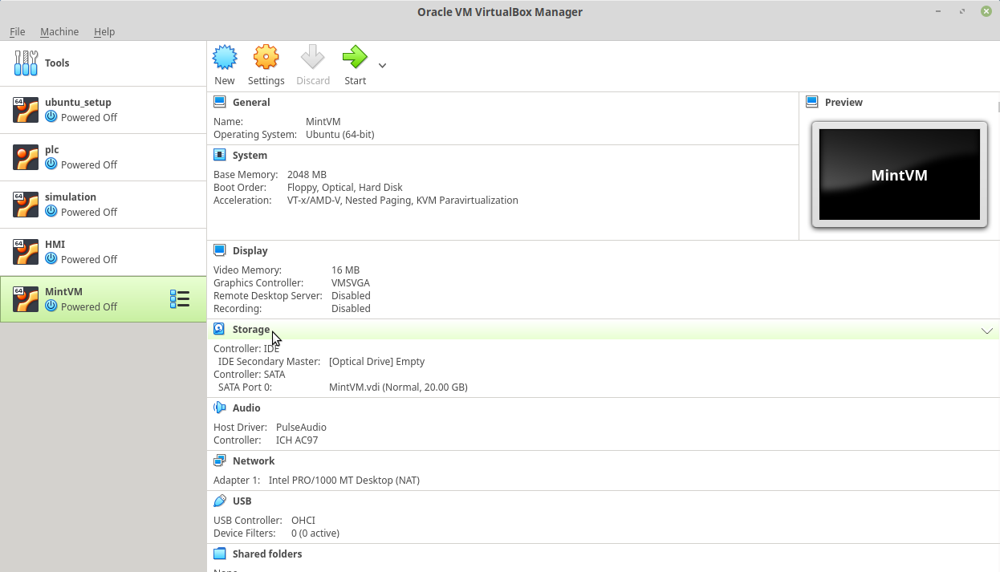 Oracle VM VirtualBox Manager
File Machine Help
Tools
64 ubuntu_setup
Powered Off
plc
Powered Off
64 simulation
Powered Off
64 HMI
Powered Off
64 MintVM
Powered Off
New Settings Discard Start
General
Name: MintVM
Operating System: Ubuntu (64-bit)
System
Base Memory: 2048 MB
Boot Order: Floppy, Optical, Hard Disk
Acceleration: VT-x/AMD-V, Nested Paging, KVM Paravirtualization
Preview
MintVM
Display
Video Memory: 16 MB
Graphics Controller: VMSVGA
Remote Desktop Server: Disabled
Recording: Disabled
Storage
Controller: IDE
IDE Secondary Master: [Optical Drive] Empty
Controller: SATA
SATA Port 0: MintVM.vdi (Normal, 20.00 GB)
Audio
Host Driver: PulseAudio
Controller: ICH AC97
Network
Adapter 1: Intel PRO/1000 MT Desktop (NAT)
USB
USB Controller: OHCI
Device Filters: 0 (0 active)
Shared folders